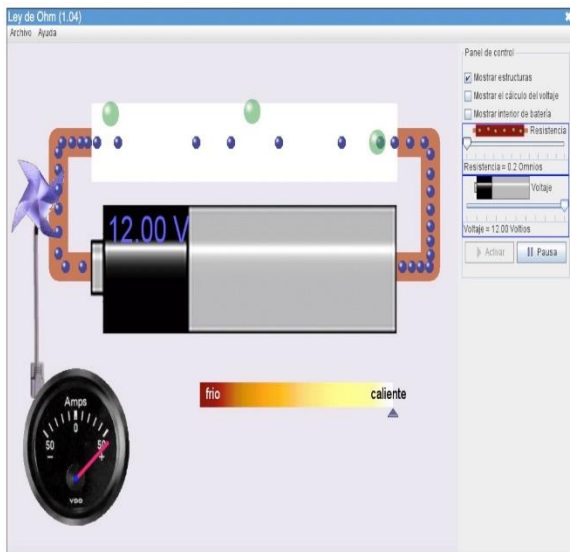 Ley de Ohm (1.04)
Archivo Ayuda
Panel de control
Mostrar estructuras
Mostrar el cálculo del voltaje
Mostrar interior de batería
Resistencia
Resistencia = 0.2 Omnios
Voltaje
Voltaje = 12.00 Voltios
Activar
Pausa
12.00 V
frio
caliente
Amps
0
50
50
-
+
VDO